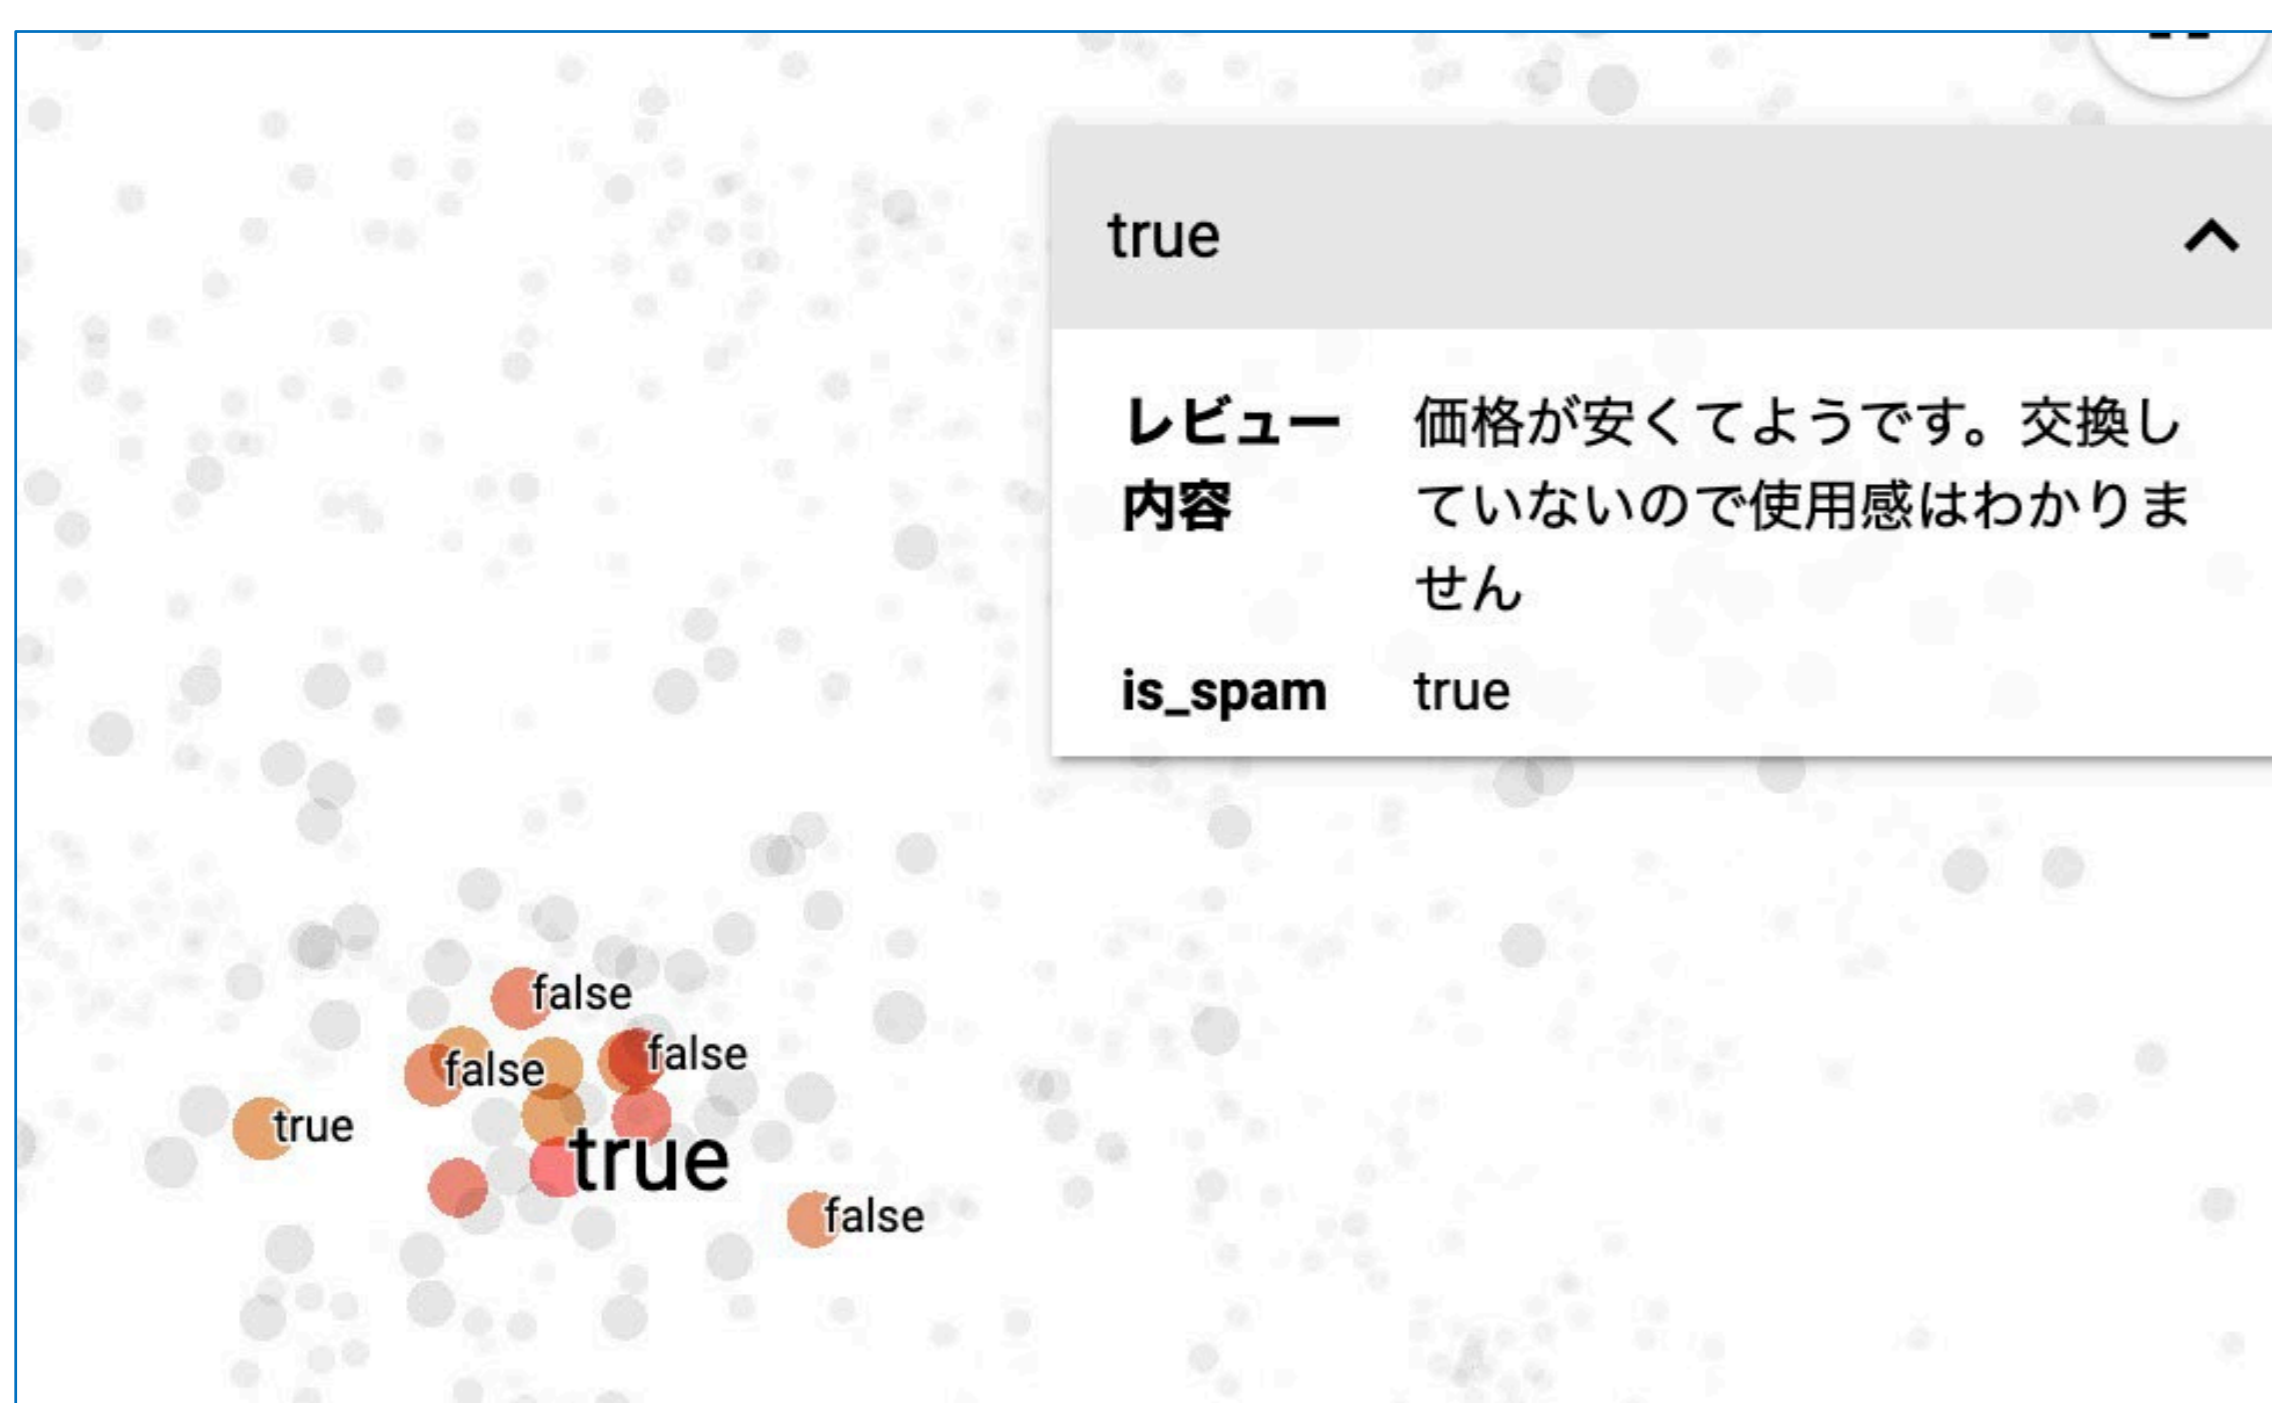 true
レビュー
内容
価格が安くてようです。交換し
ていないので使用感はわかりま
せん
is_spam true
false
false
false
true
true
false